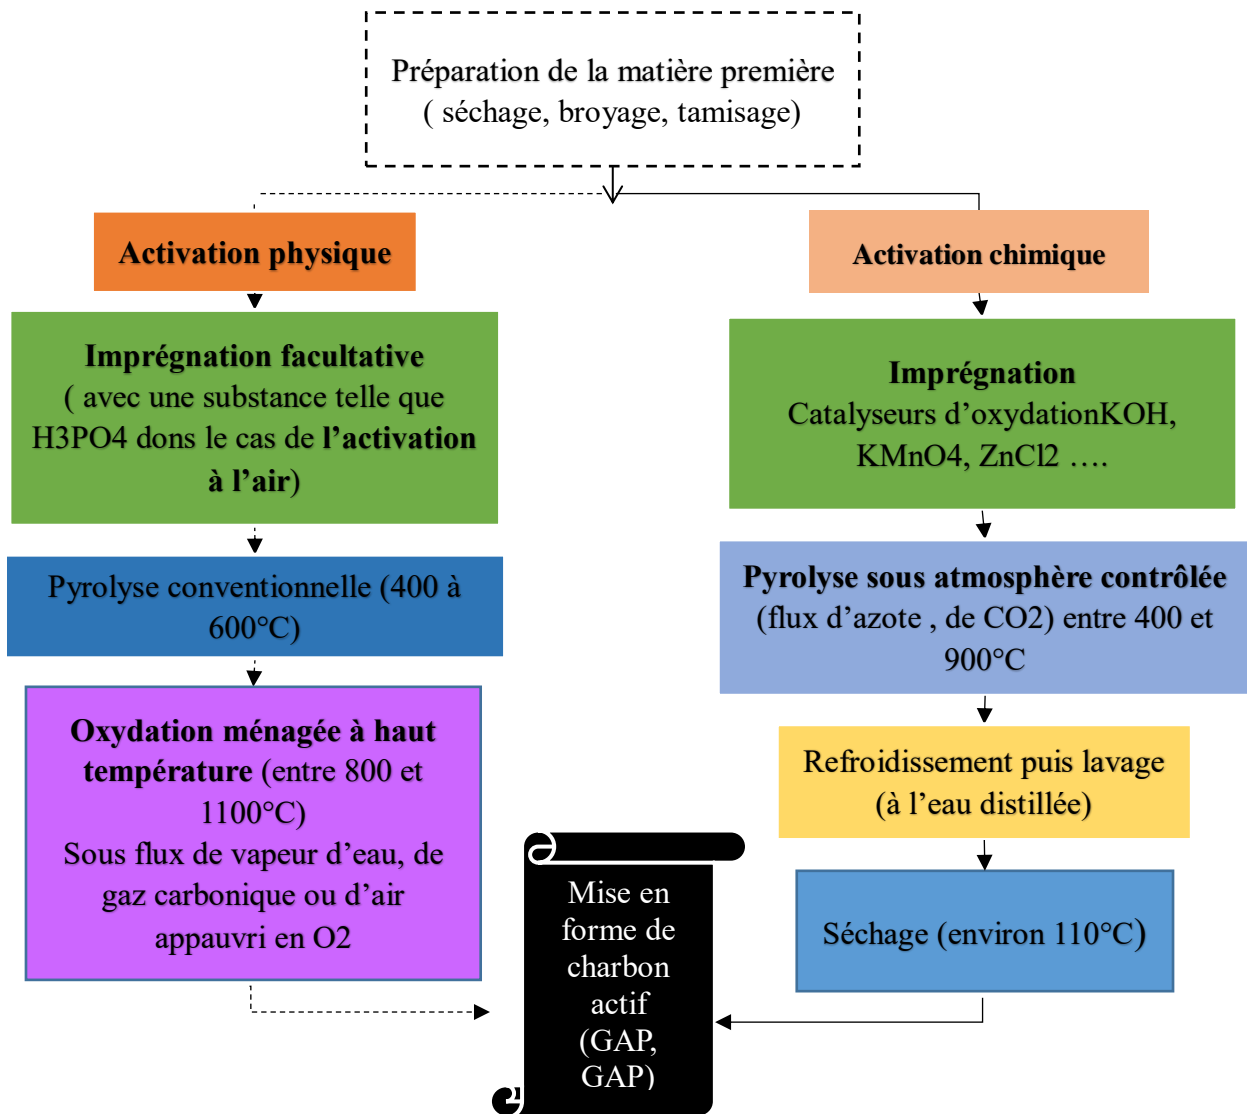 Préparation de la matière première
( séchage, broyage, tamisage)
Activation physique
Imprégnation facultative
( avec une substance telle que
H3PO4 dons le cas de l’activation
à l’air)
Pyrolyse conventionnelle (400 à
600°C)
Oxydation ménagée à haut
température (entre 800 et
1100°C)
Sous flux de vapeur d’eau, de
gaz carbonique ou d’air
appauvri en O2
Activation chimique
Imprégnation
Catalyseurs d’oxydationKOH,
KMnO4, ZnCl2 ….
Pyrolyse sous atmosphère contrôlée
(flux d’azote , de CO2) entre 400 et
900°C
Refroidissement puis lavage
(à l’eau distillée)
Séchage (environ 110°C)
Mise en
forme de
charbon
actif
(GAP,
GAP)